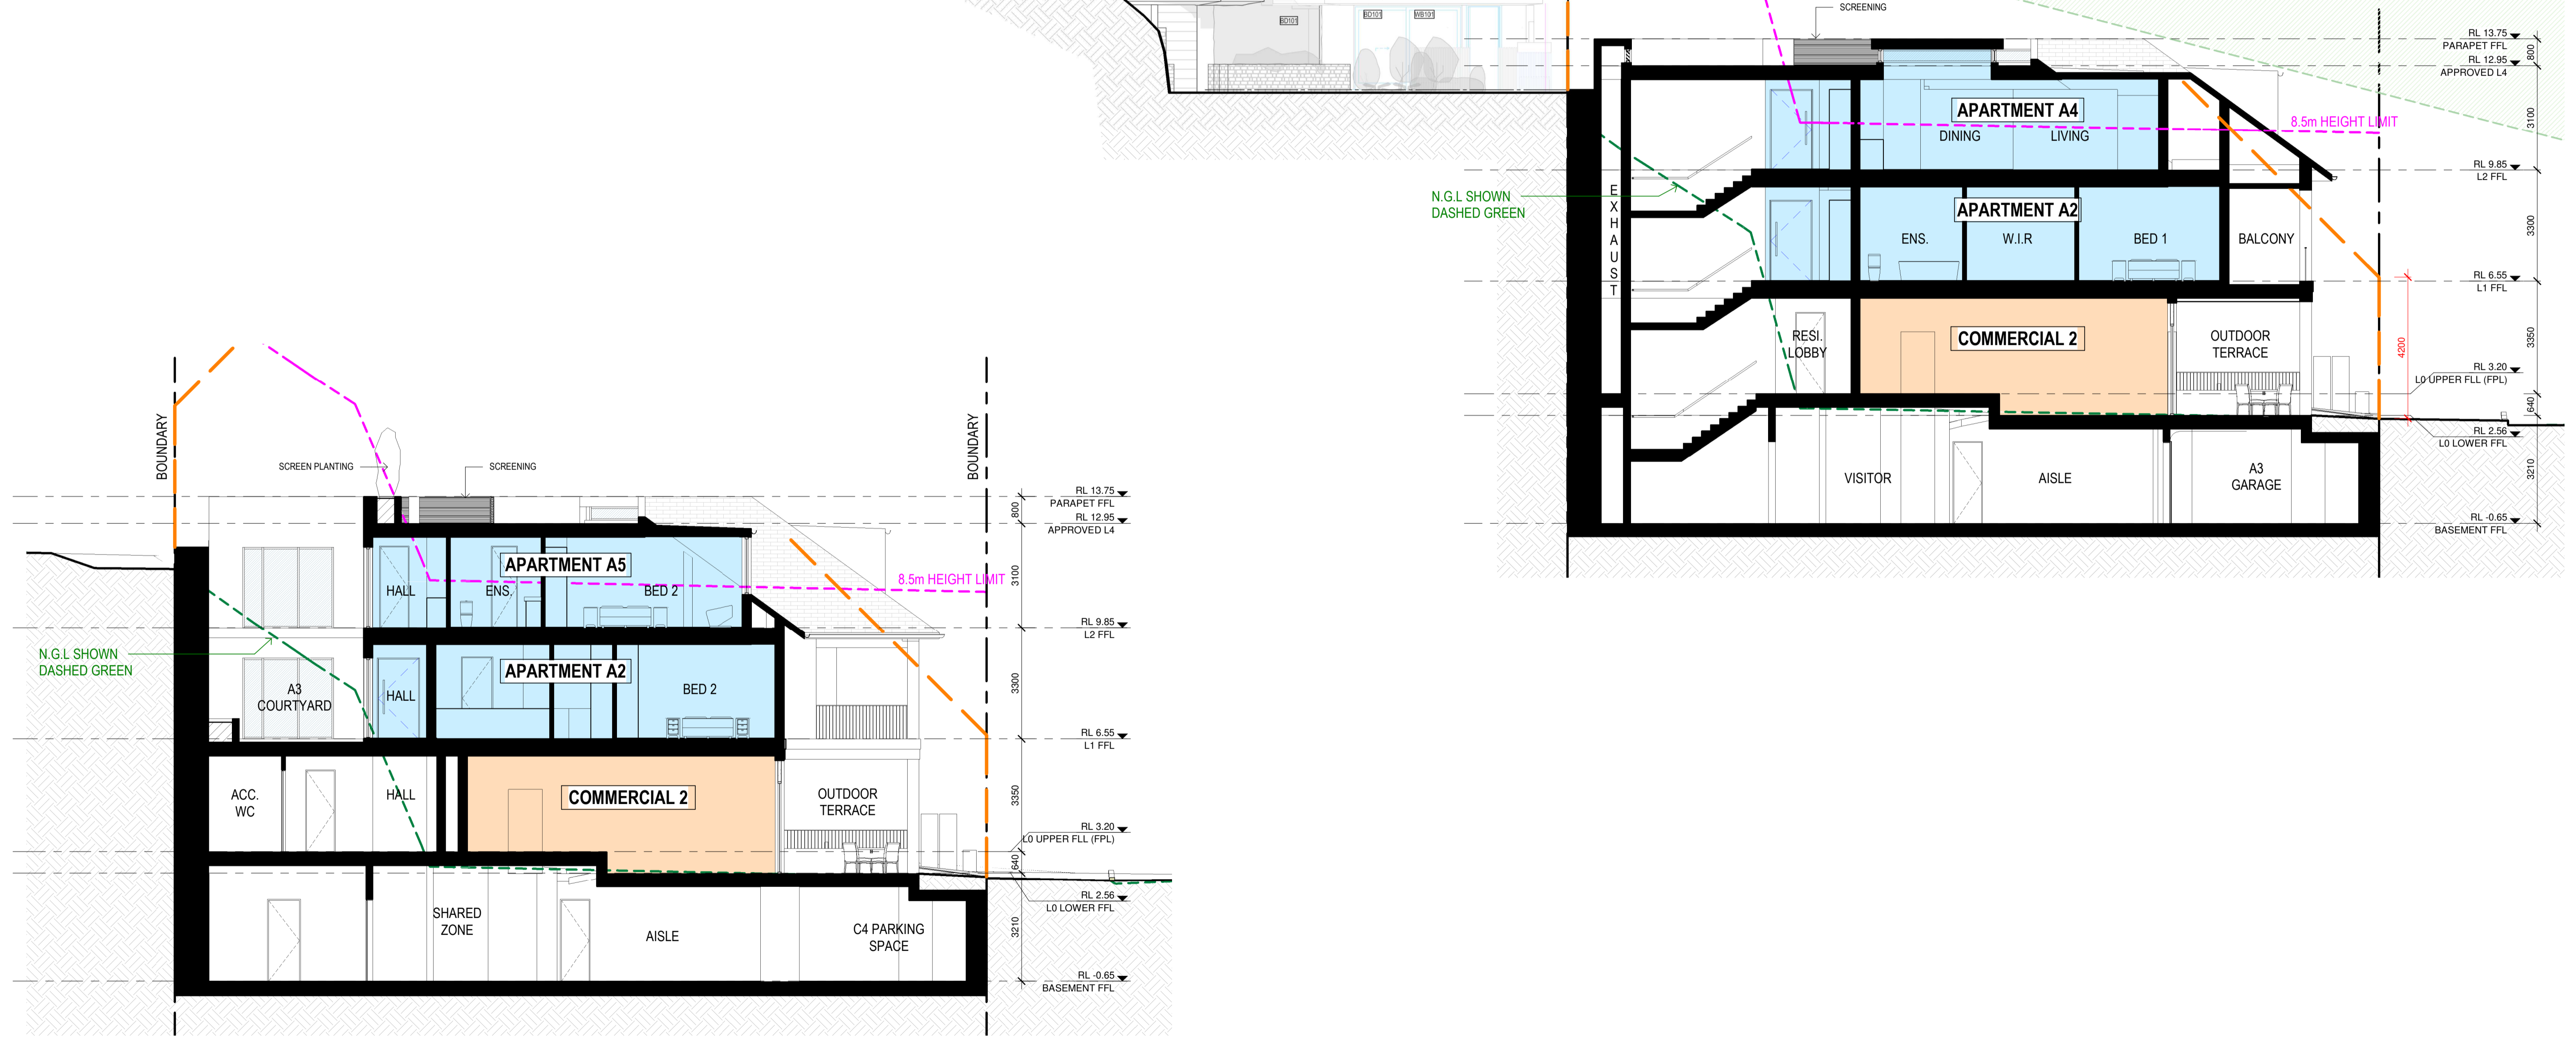 BD101
BD101
WB101
SCREENING
RL 13.75
PARAPET FFL
800
RL 12.95
APPROVED L4
APARTMENT A4
3100
8.5m HEIGHT LIMIT
DINING
LIVING
RL 9.85
L2 FFL
N.G.L SHOWN
DASHED GREEN
EXHAUST
APARTMENT A2
3300
ENS.
W.I.R
BED 1
BALCONY
RL 6.55
L1 FFL
RESI.
LOBBY
COMMERCIAL 2
OUTDOOR
TERRACE
4200
3350
RL 3.20
L0 UPPER FLL (FPL)
640
RL 2.56
L0 LOWER FFL
VISITOR
AISLE
A3
GARAGE
3210
RL -0.65
BASEMENT FFL
BOUNDARY
BOUNDARY
SCREEN PLANTING
SCREENING
RL 13.75
PARAPET FFL
800
RL 12.95
APPROVED L4
APARTMENT A5
3100
8.5m HEIGHT LIMIT
HALL
ENS.
BED 2
RL 9.85
L2 FFL
N.G.L SHOWN
DASHED GREEN
APARTMENT A2
A3
COURTYARD
HALL
BED 2
3300
RL 6.55
L1 FFL
ACC.
WC
HALL
COMMERCIAL 2
OUTDOOR
TERRACE
3350
RL 3.20
L0 UPPER FLL (FPL)
640
RL 2.56
L0 LOWER FFL
SHARED
ZONE
AISLE
C4 PARKING
SPACE
3210
RL -0.65
BASEMENT FFL